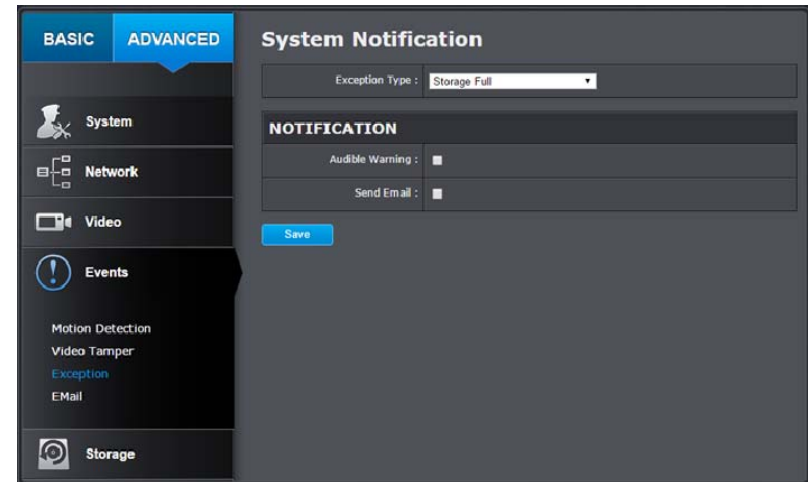 BASIC
ADVANCED
System
Network
Video
Events
Motion Detection
Video Tamper
Exception
EMail
Storage
System Notification
Exception Type : Storage Full
NOTIFICATION
Audible Warning :
Send Email :
Save